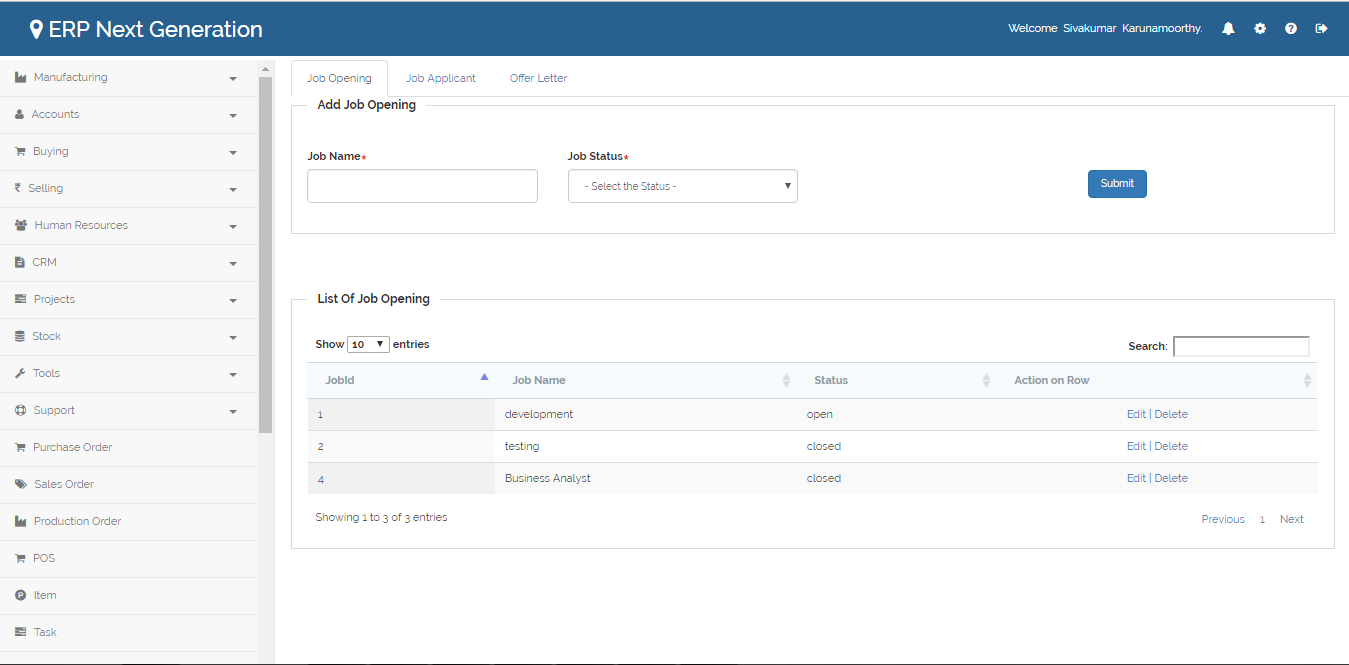 ERP Next Generation
Welcome Sivakumar Karunamoorthy.
Manufacturing
Accounts
Buying
Selling
Human Resources
CRM
Projects
Stock
Tools
Support
Purchase Order
Sales Order
Production Order
POS
Item
Task
Job Opening Job Applicant Offer Letter
Add Job Opening
Job Name* Job Status*
- Select the Status - Submit
List Of Job Opening
Show 10 entries Search:
JobId Job Name Status Action on Row
1 development open Edit | Delete
2 testing closed Edit | Delete
4 Business Analyst closed Edit | Delete
Showing 1 to 3 of 3 entries Previous 1 Next